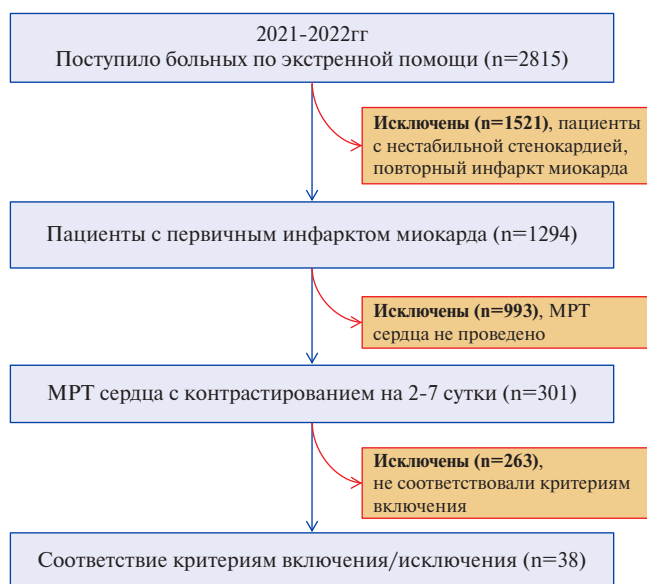 2021-2022гг
Поступило больных по экстренной помощи (n=2815)
Исключены (n=1521), пациенты
с нестабильной стенокардией,
повторный инфаркт миокарда
Пациенты с первичным инфарктом миокарда (n=1294)
Исключены (n=993), МРТ
сердца не проведено
МРТ сердца с контрастированием на 2-7 сутки (n=301)
Исключены (n=263),
не соответствовали критериям
включения
Соответствие критериям включения/исключения (n=38)